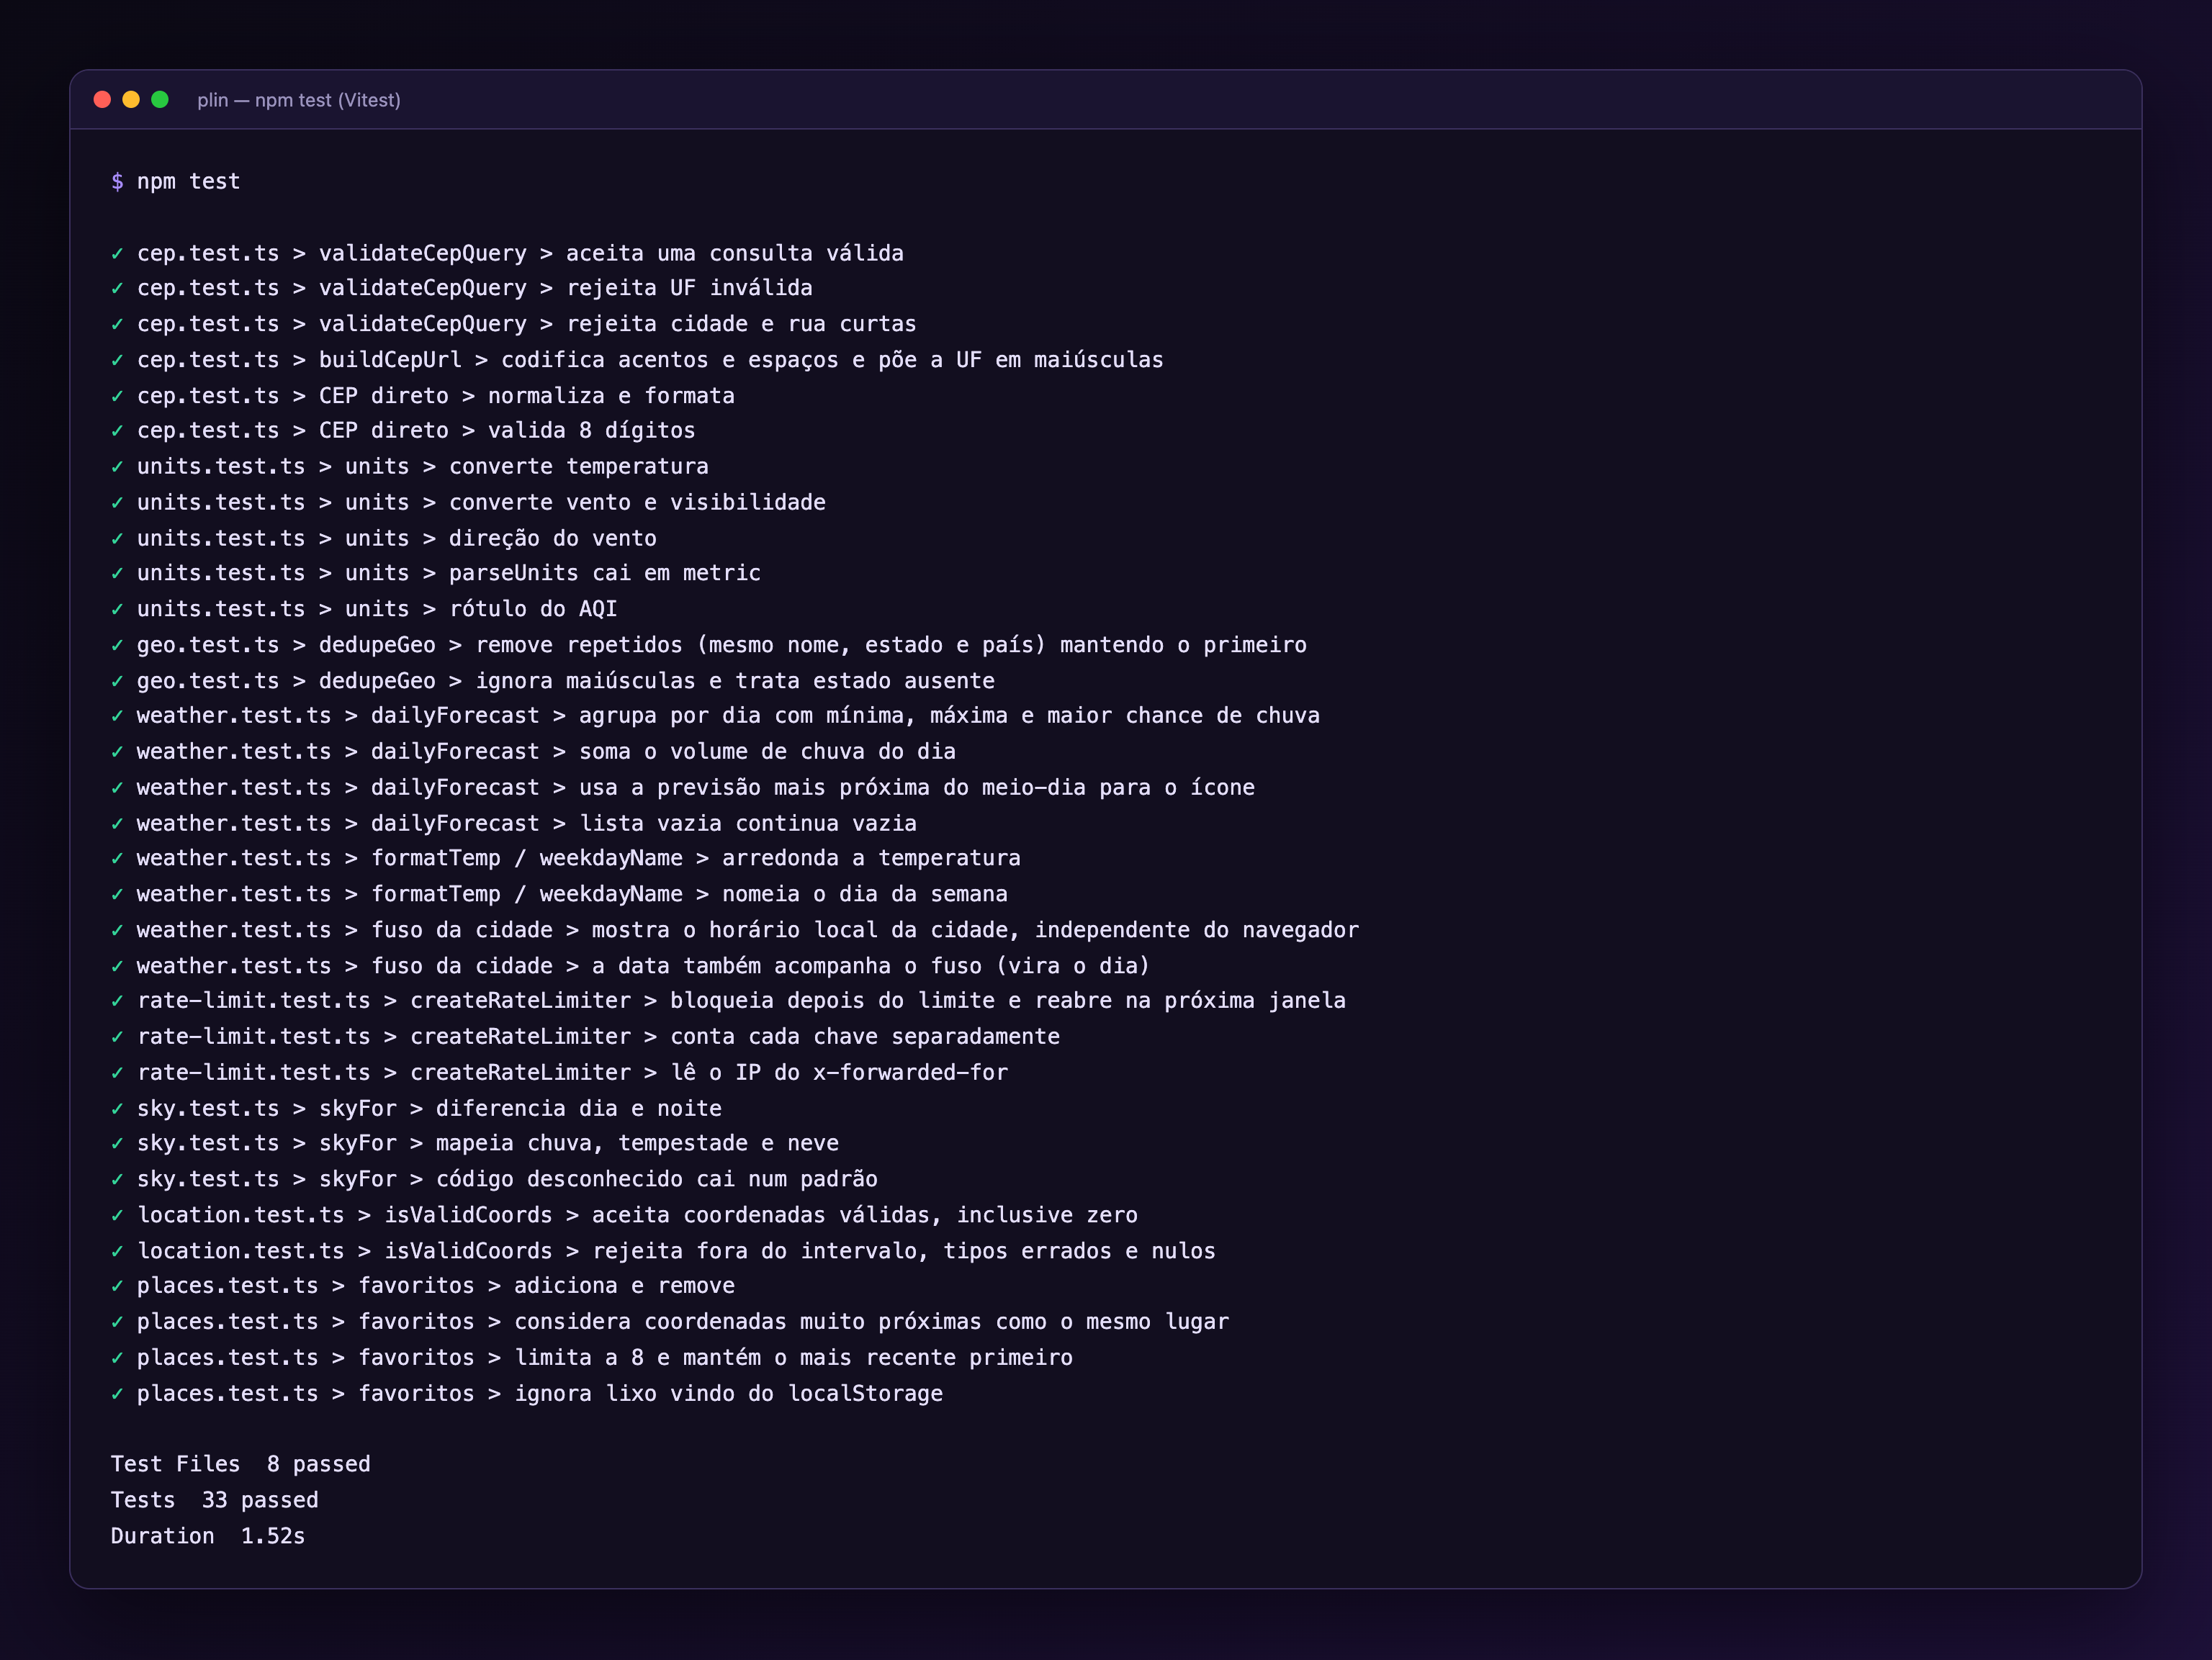 plin — npm test (Vitest)
$ npm test
✓ cep.test.ts > validateCepQuery > aceita uma consulta válida
✓ cep.test.ts > validateCepQuery > rejeita UF inválida
✓ cep.test.ts > validateCepQuery > rejeita cidade e rua curtas
✓ cep.test.ts > buildCepUrl > codifica acentos e espaços e põe a UF em maiúsculas
✓ cep.test.ts > CEP direto > normaliza e formata
✓ cep.test.ts > CEP direto > valida 8 dígitos
✓ units.test.ts > units > converte temperatura
✓ units.test.ts > units > converte vento e visibilidade
✓ units.test.ts > units > direção do vento
✓ units.test.ts > units > parseUnits cai em metric
✓ units.test.ts > units > rótulo do AQI
✓ geo.test.ts > dedupeGeo > remove repetidos (mesmo nome, estado e país) mantendo o primeiro
✓ geo.test.ts > dedupeGeo > ignora maiúsculas e trata estado ausente
✓ weather.test.ts > dailyForecast > agrupa por dia com mínima, máxima e maior chance de chuva
✓ weather.test.ts > dailyForecast > soma o volume de chuva do dia
✓ weather.test.ts > dailyForecast > usa a previsão mais próxima do meio-dia para o ícone
✓ weather.test.ts > dailyForecast > lista vazia continua vazia
✓ weather.test.ts > formatTemp / weekdayName > arredonda a temperatura
✓ weather.test.ts > formatTemp / weekdayName > nomeia o dia da semana
✓ weather.test.ts > fuso da cidade > mostra o horário local da cidade, independente do navegador
✓ weather.test.ts > fuso da cidade > a data também acompanha o fuso (vira o dia)
✓ rate-limit.test.ts > createRateLimiter > bloqueia depois do limite e reabre na próxima janela
✓ rate-limit.test.ts > createRateLimiter > conta cada chave separadamente
✓ rate-limit.test.ts > createRateLimiter > lê o IP do x-forwarded-for
✓ sky.test.ts > skyFor > diferencia dia e noite
✓ sky.test.ts > skyFor > mapeia chuva, tempestade e neve
✓ sky.test.ts > skyFor > código desconhecido cai num padrão
✓ location.test.ts > isValidCoords > aceita coordenadas válidas, inclusive zero
✓ location.test.ts > isValidCoords > rejeita fora do intervalo, tipos errados e nulos
✓ places.test.ts > favoritos > adiciona e remove
✓ places.test.ts > favoritos > considera coordenadas muito próximas como o mesmo lugar
✓ places.test.ts > favoritos > limita a 8 e mantém o mais recente primeiro
✓ places.test.ts > favoritos > ignora lixo vindo do localStorage
Test Files  8 passed
Tests  33 passed
Duration  1.52s